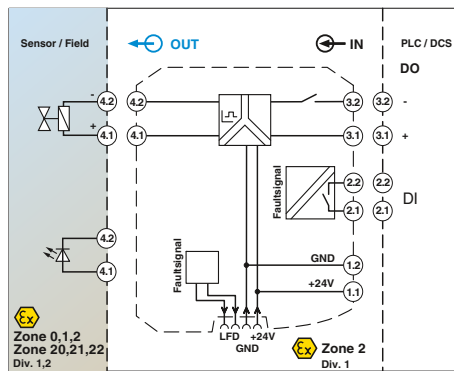 Sensor / Field
OUT
IN
PLC / DCS
DO
-
4.2
4.2
3.2
3.2
-
+
4.1
4.1
3.1
3.1
+
Faultsignal
2.2
2.2
DI
2.1
2.1
4.2
4.1
Faultsignal
GND
1.2
+24V
1.1
LFD
+24V
GND
Ex
Zone 0,1,2
Zone 20,21,22
Div. 1,2
Ex
Zone 2
Div. 1